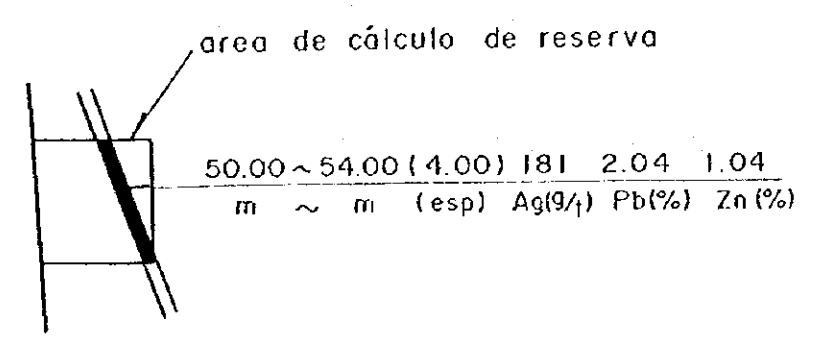 area de cálculo de reserva
50.00 ~ 54.00 (4.00) 181 2.04 1.04
m ~ m (esp) Ag(g/t) Pb(%) Zn(%)